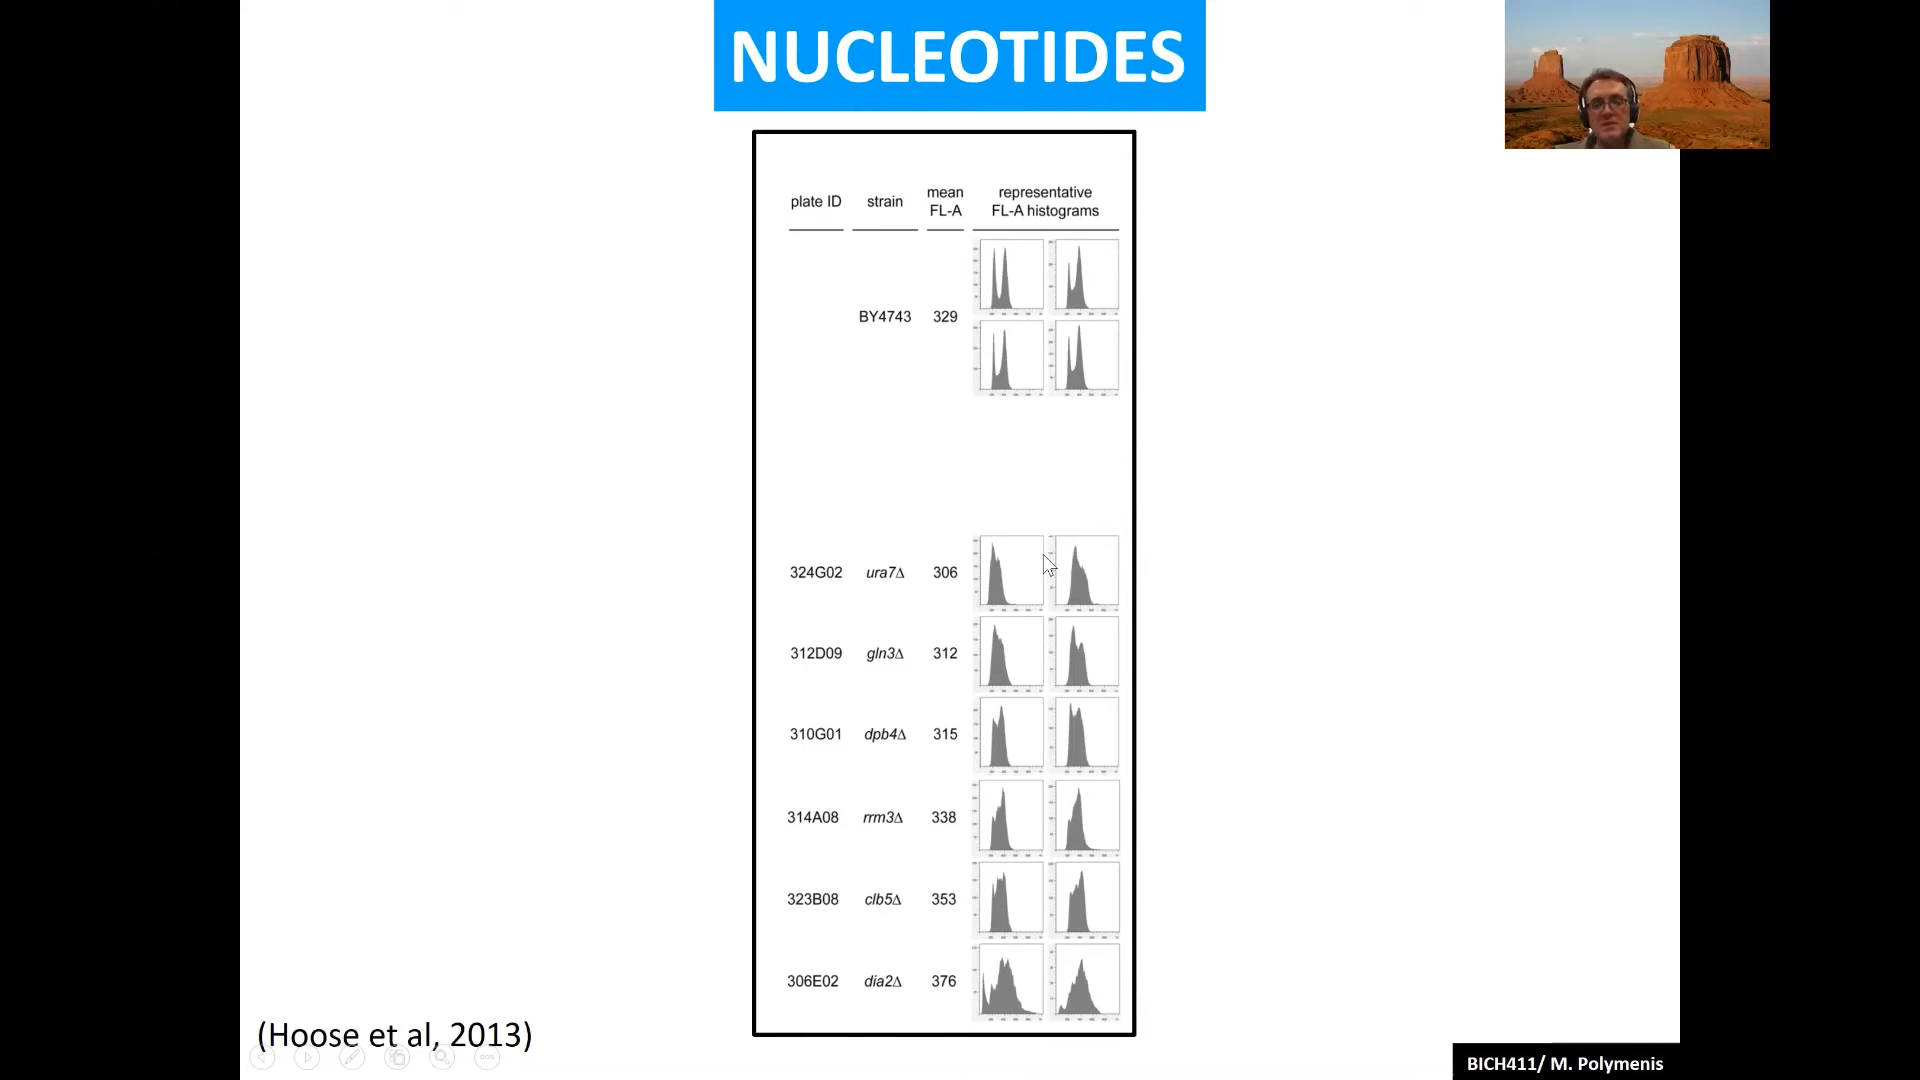 NUCLEOTIDES
plate ID strain mean FL-A representative FL-A histograms
BY4743 329
324G02 ura7Δ 306
312D09 gln3Δ 312
310G01 dpb4Δ 315
314A08 rrm3Δ 338
323B08 clb5Δ 353
306E02 dia2Δ 376
(Hoose et al, 2013)
BICH411/ M. Polymenis